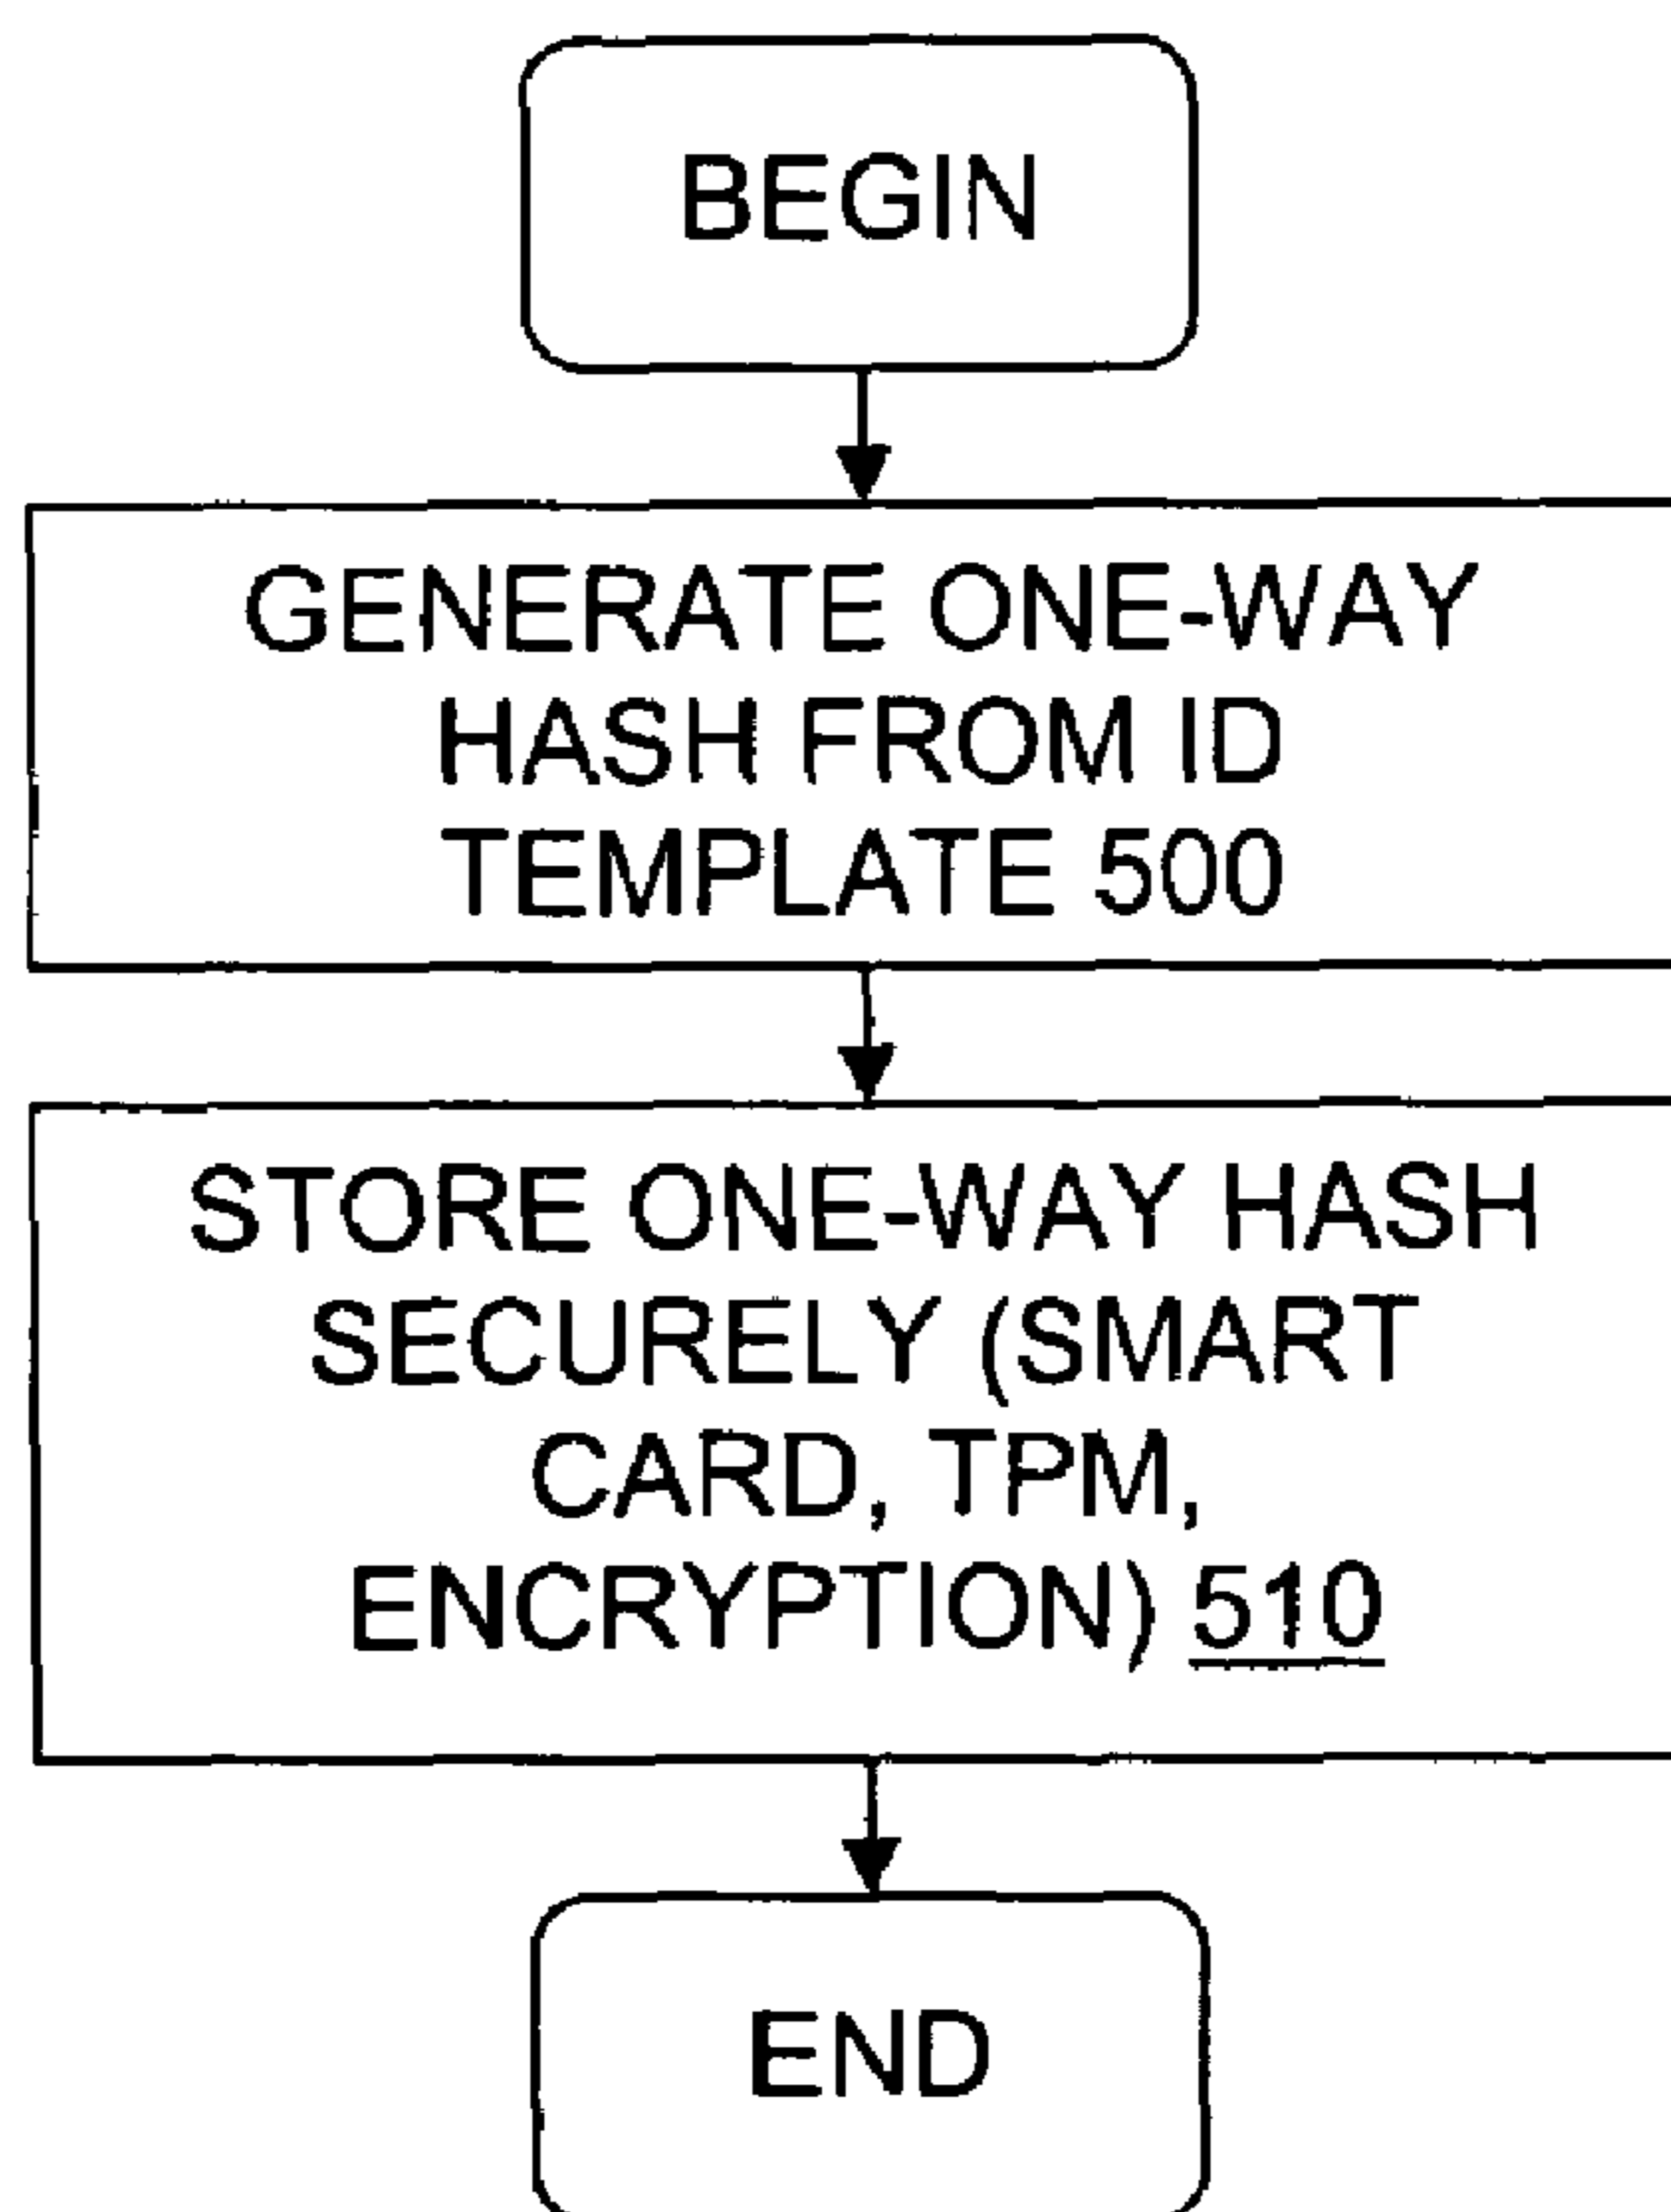 BEGIN
GENERATE ONE-WAY
HASH FROM ID
TEMPLATE 500
STORE ONE-WAY HASH
SECURELY (SMART
CARD, TPM,
ENCRYPTION) 510
END